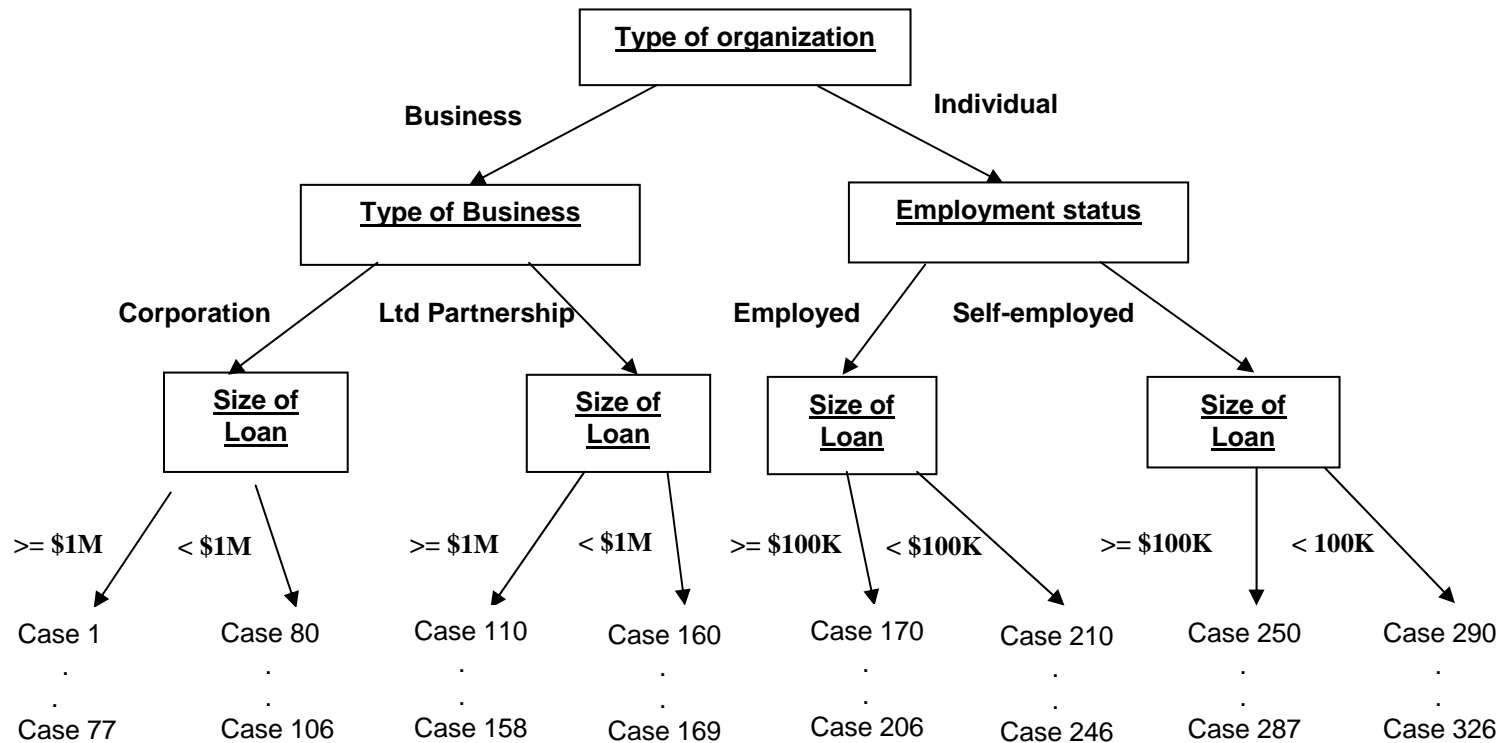 Type of organization
Business
Individual
Type of Business
Employment status
Corporation
Ltd Partnership
Employed
Self-employed
Size of
Loan
Size of
Loan
Size of
Loan
Size of
Loan
>= $1M
< $1M
>= $1M
< $1M
>= $100K
< $100K
>= $100K
< 100K
Case 1
.
.
Case 77
Case 80
.
.
Case 106
Case 110
.
.
Case 158
Case 160
.
.
Case 169
Case 170
.
.
Case 206
Case 210
.
.
Case 246
Case 250
.
.
Case 287
Case 290
.
.
Case 326